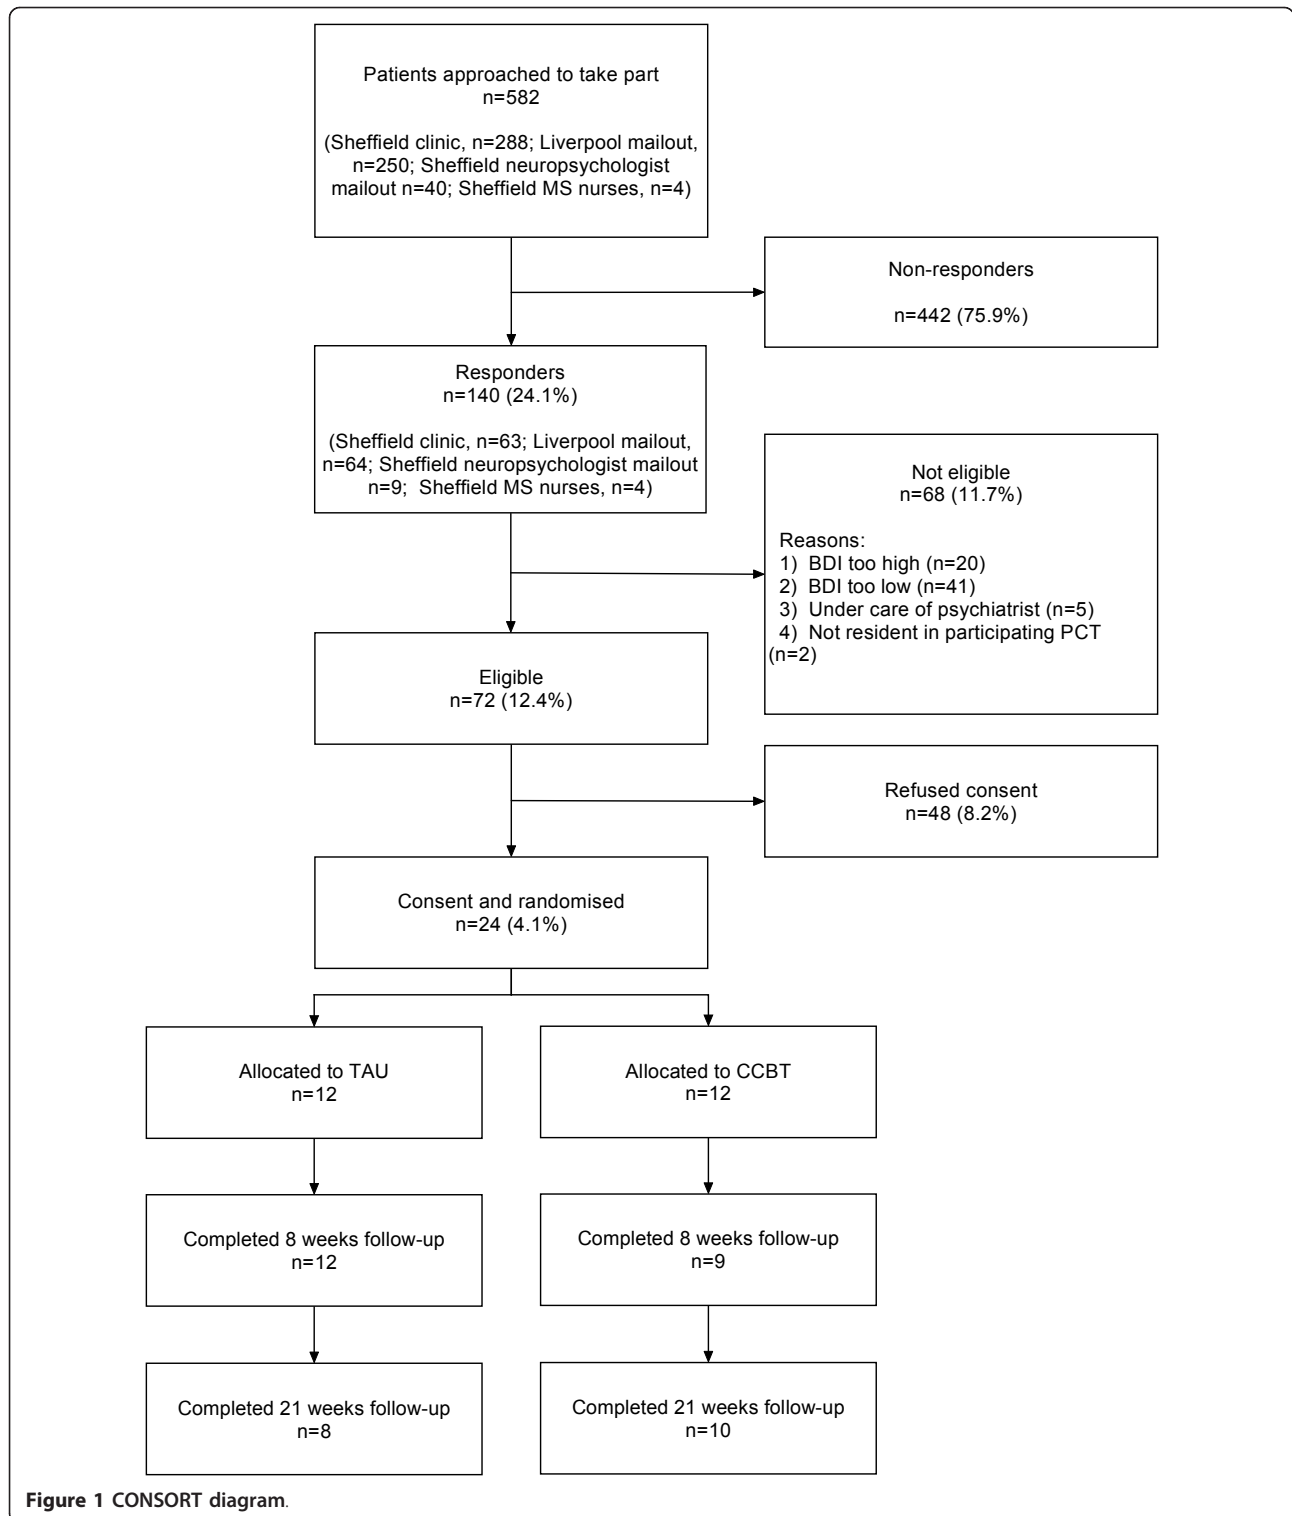 Patients approached to take part
n=582
(Sheffield clinic, n=288; Liverpool mailout,
n=250; Sheffield neuropsychologist
mailout n=40; Sheffield MS nurses, n=4)
Non-responders
n=442 (75.9%)
Responders
n=140 (24.1%)
(Sheffield clinic, n=63; Liverpool mailout,
n=64; Sheffield neuropsychologist mailout
n=9; Sheffield MS nurses, n=4)
Not eligible
n=68 (11.7%)
Reasons:
1) BDI too high (n=20)
2) BDI too low (n=41)
3) Under care of psychiatrist (n=5)
4) Not resident in participating PCT
(n=2)
Eligible
n=72 (12.4%)
Refused consent
n=48 (8.2%)
Consent and randomised
n=24 (4.1%)
Allocated to TAU
n=12
Allocated to CCBT
n=12
Completed 8 weeks follow-up
n=12
Completed 8 weeks follow-up
n=9
Completed 21 weeks follow-up
n=8
Completed 21 weeks follow-up
n=10
Figure 1 CONSORT diagram.